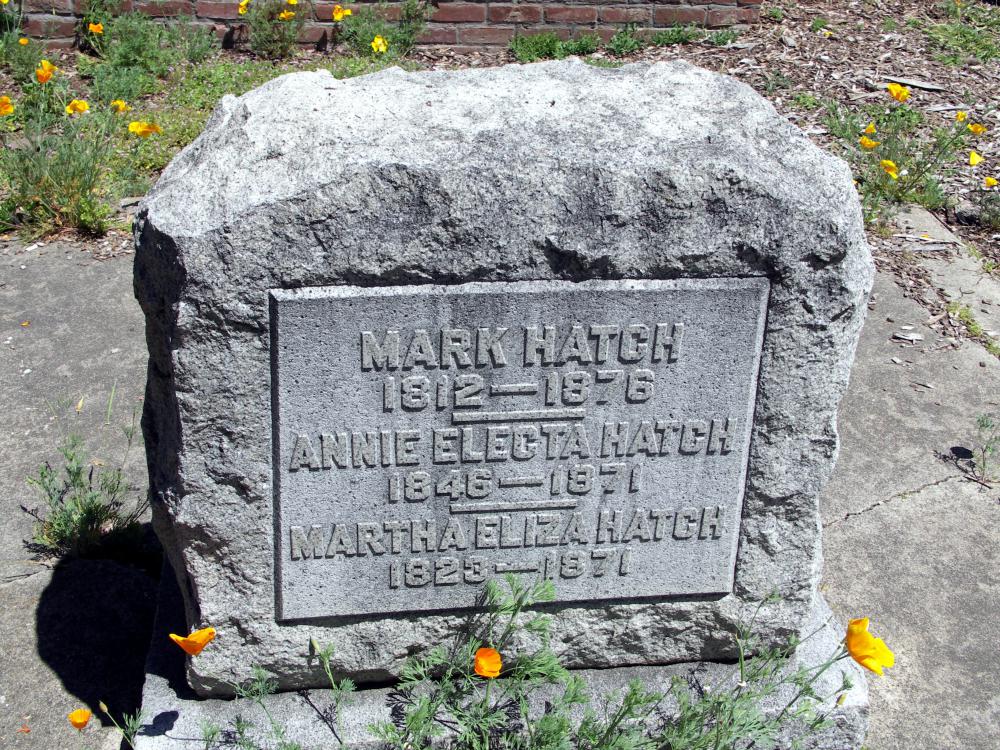 MARK HATCH
1812—1876
ANNIE ELECTA HATCH
1846—1871
MARTHA ELIZA HATCH
1823—1871